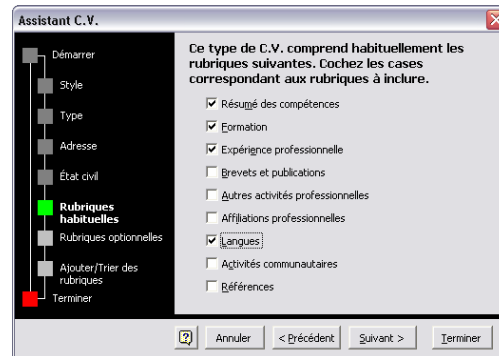 Assistant C.V.
Démarrer
Style
Type
Adresse
État civil
Rubriques
habituelles
Rubriques optionnelles
Ajouter/Trier des
rubriques
Terminer
Ce type de C.V. comprend habituellement les
rubriques suivantes. Cochez les cases
correspondant aux rubriques à inclure.
Résumé des compétences
Formation
Expérience professionnelle
Brevets et publications
Autres activités professionnelles
Affiliations professionnelles
Langues
Activités communautaires
Références
? Annuler < Précédent Suivant > Terminer